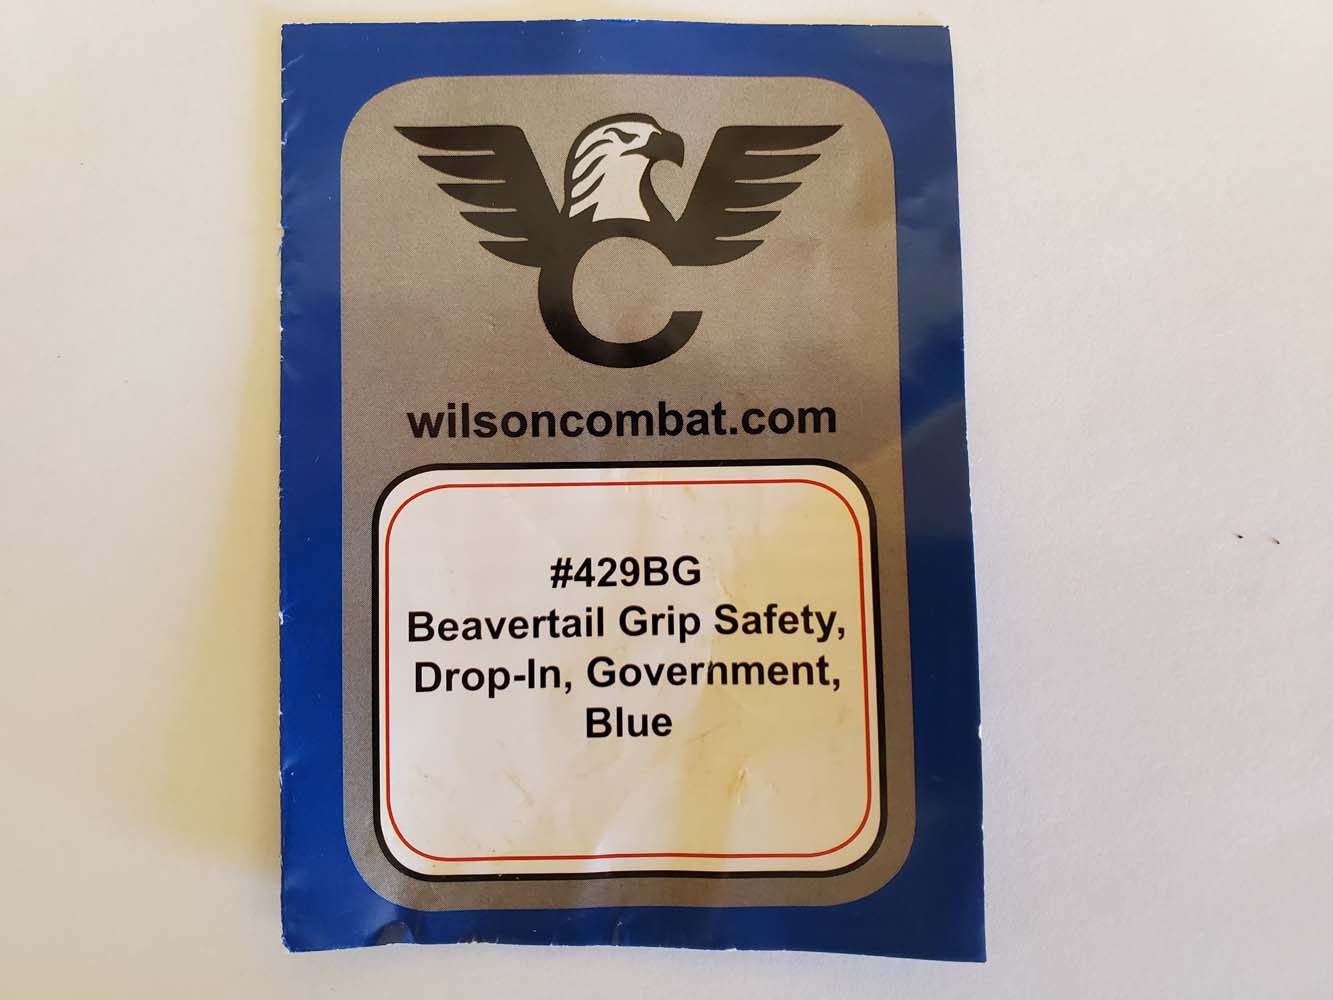 wilsoncombat.com
#429BG
Beavertail Grip Safety,
Drop-In, Government,
Blue